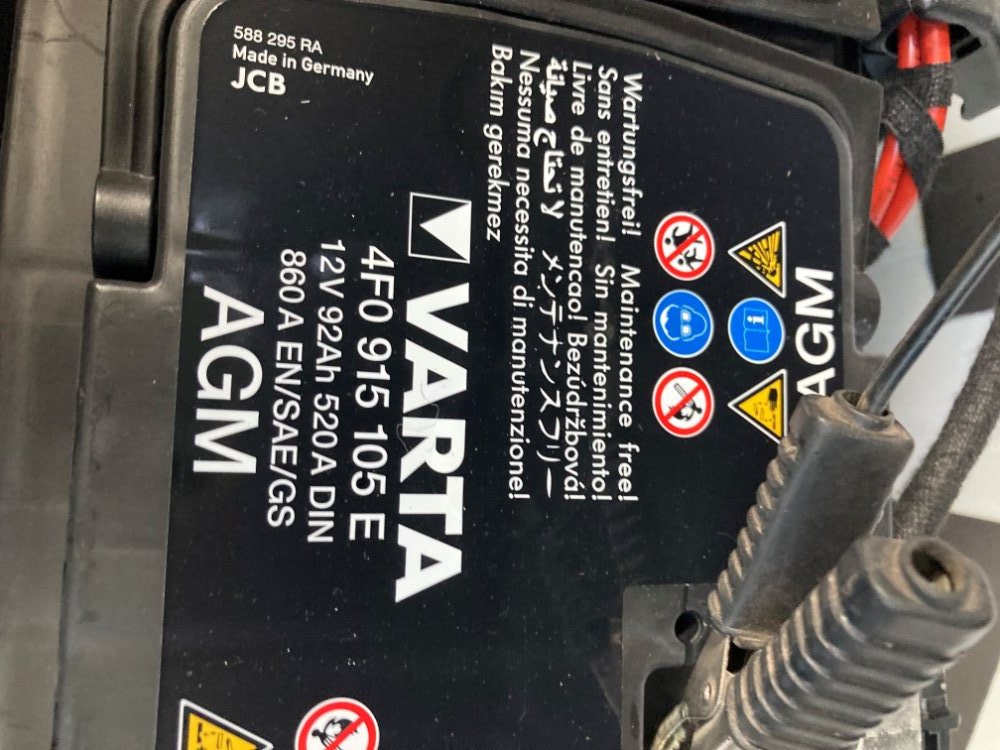 588 295 RA
Made in Germany
JCB
Wartungsfrei! Maintenance free!
Sans entretien! Sin mantenimiento!
Livre de manutencao! Bezúdržbová!
لا تحتاج صيانة メンテナンスフリー
Nessuma necessita di manutenzione!
Bakım gerekmez
VARTA
4F0 915 105 E
12V 92Ah 520A DIN
860 A EN/SAE/GS
AGM
AGM